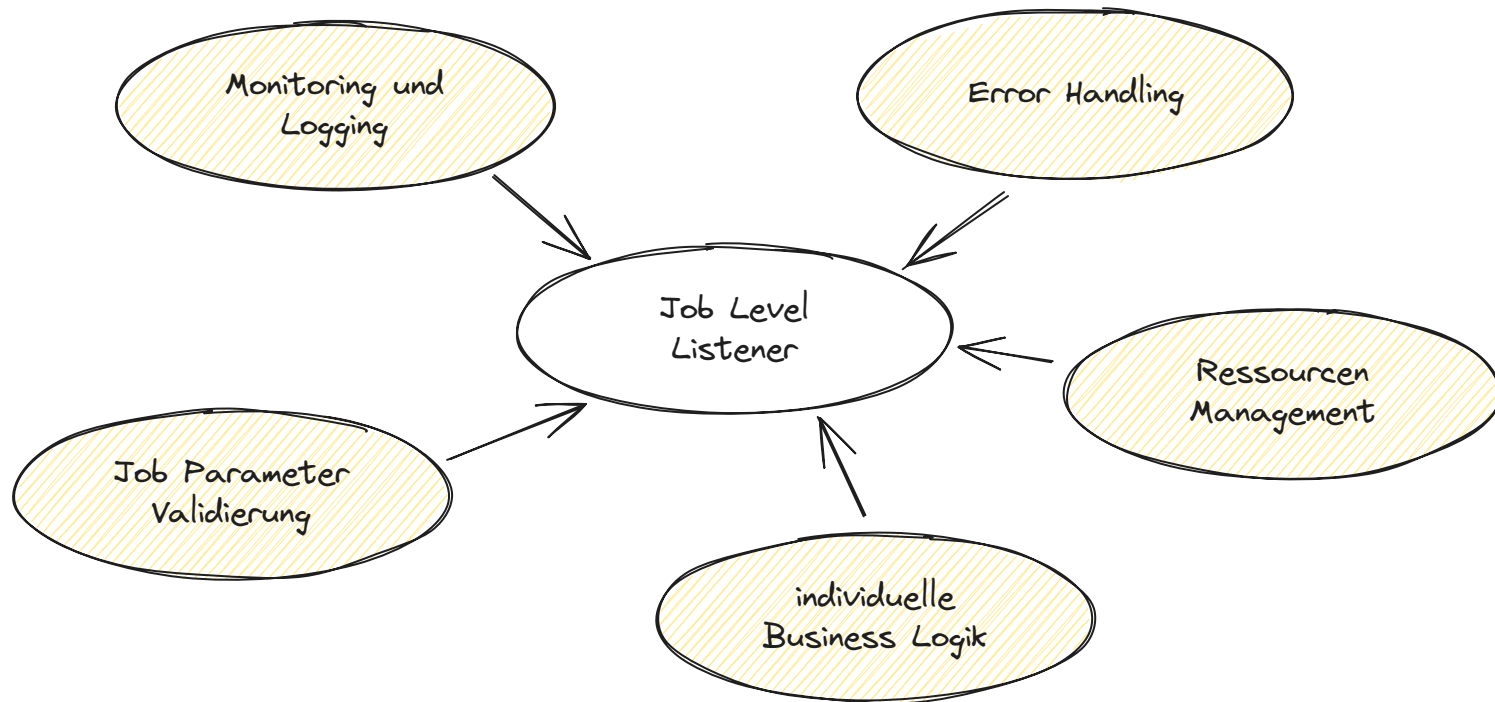 Monitoring und
Logging
Error Handling
Job Level
Listener
Ressourcen
Management
Job Parameter
Validierung
individuelle
Business Logik